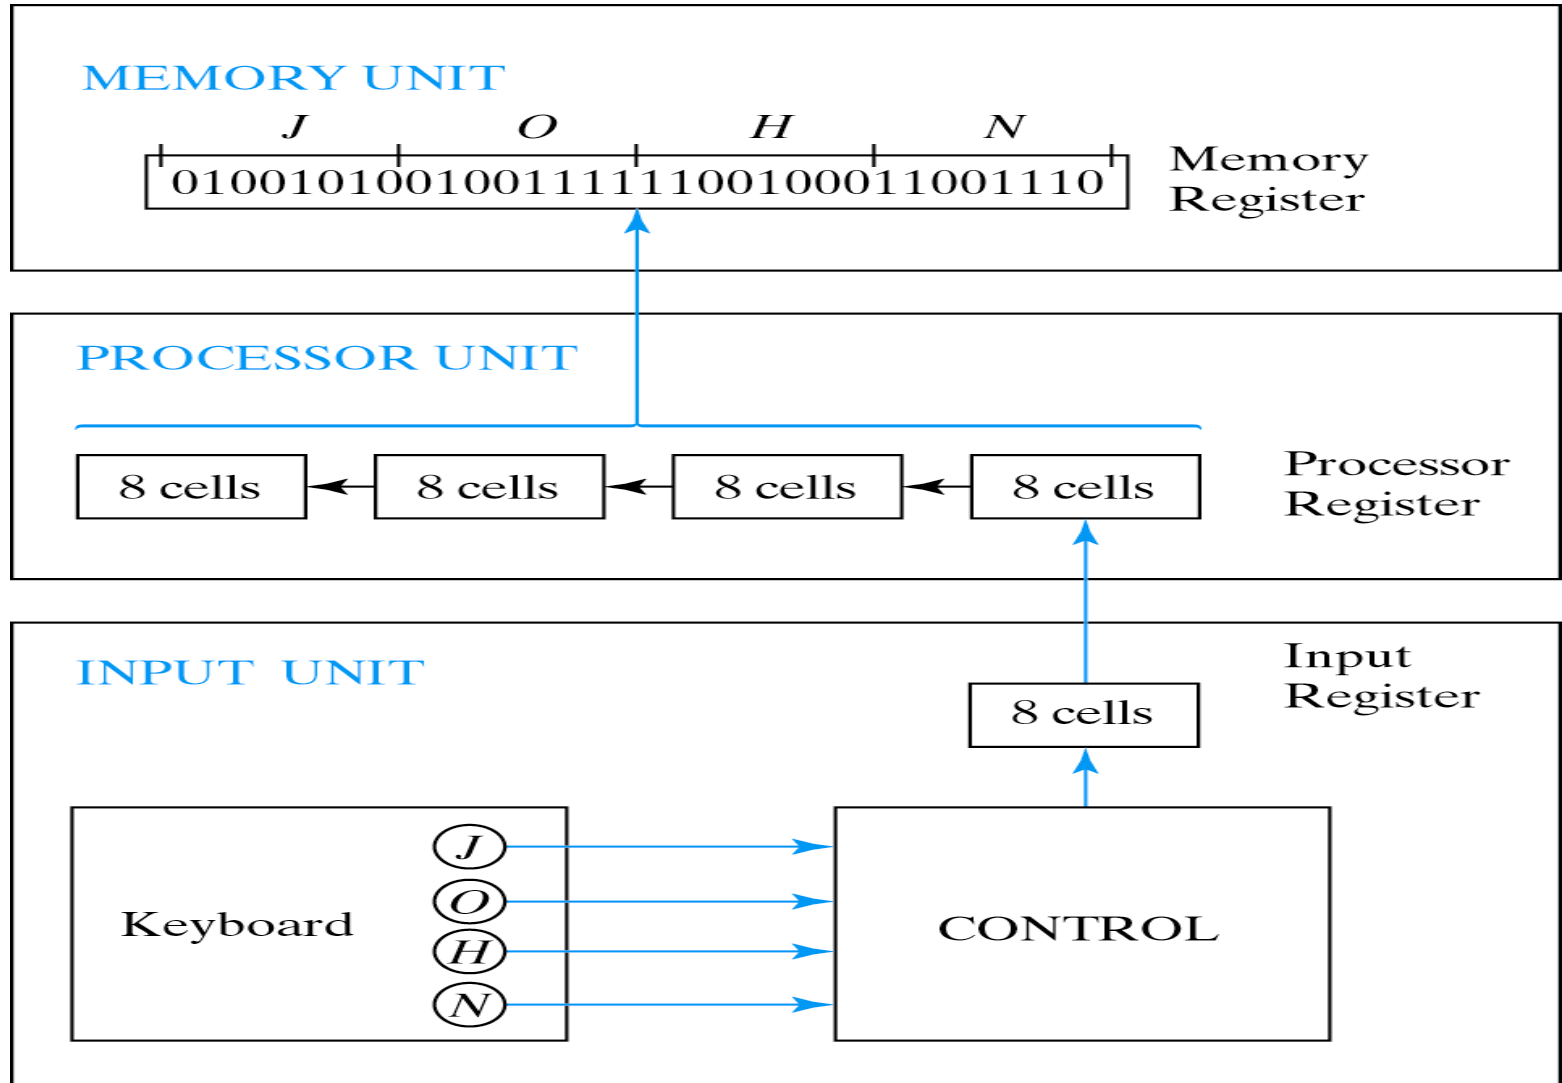 MEMORY UNIT
J O H N
01001010010011111100100011001110
Memory
Register
PROCESSOR UNIT
8 cells 8 cells 8 cells 8 cells
Processor
Register
INPUT UNIT
Input
Register
8 cells
J
O
Keyboard
CONTROL
H
N